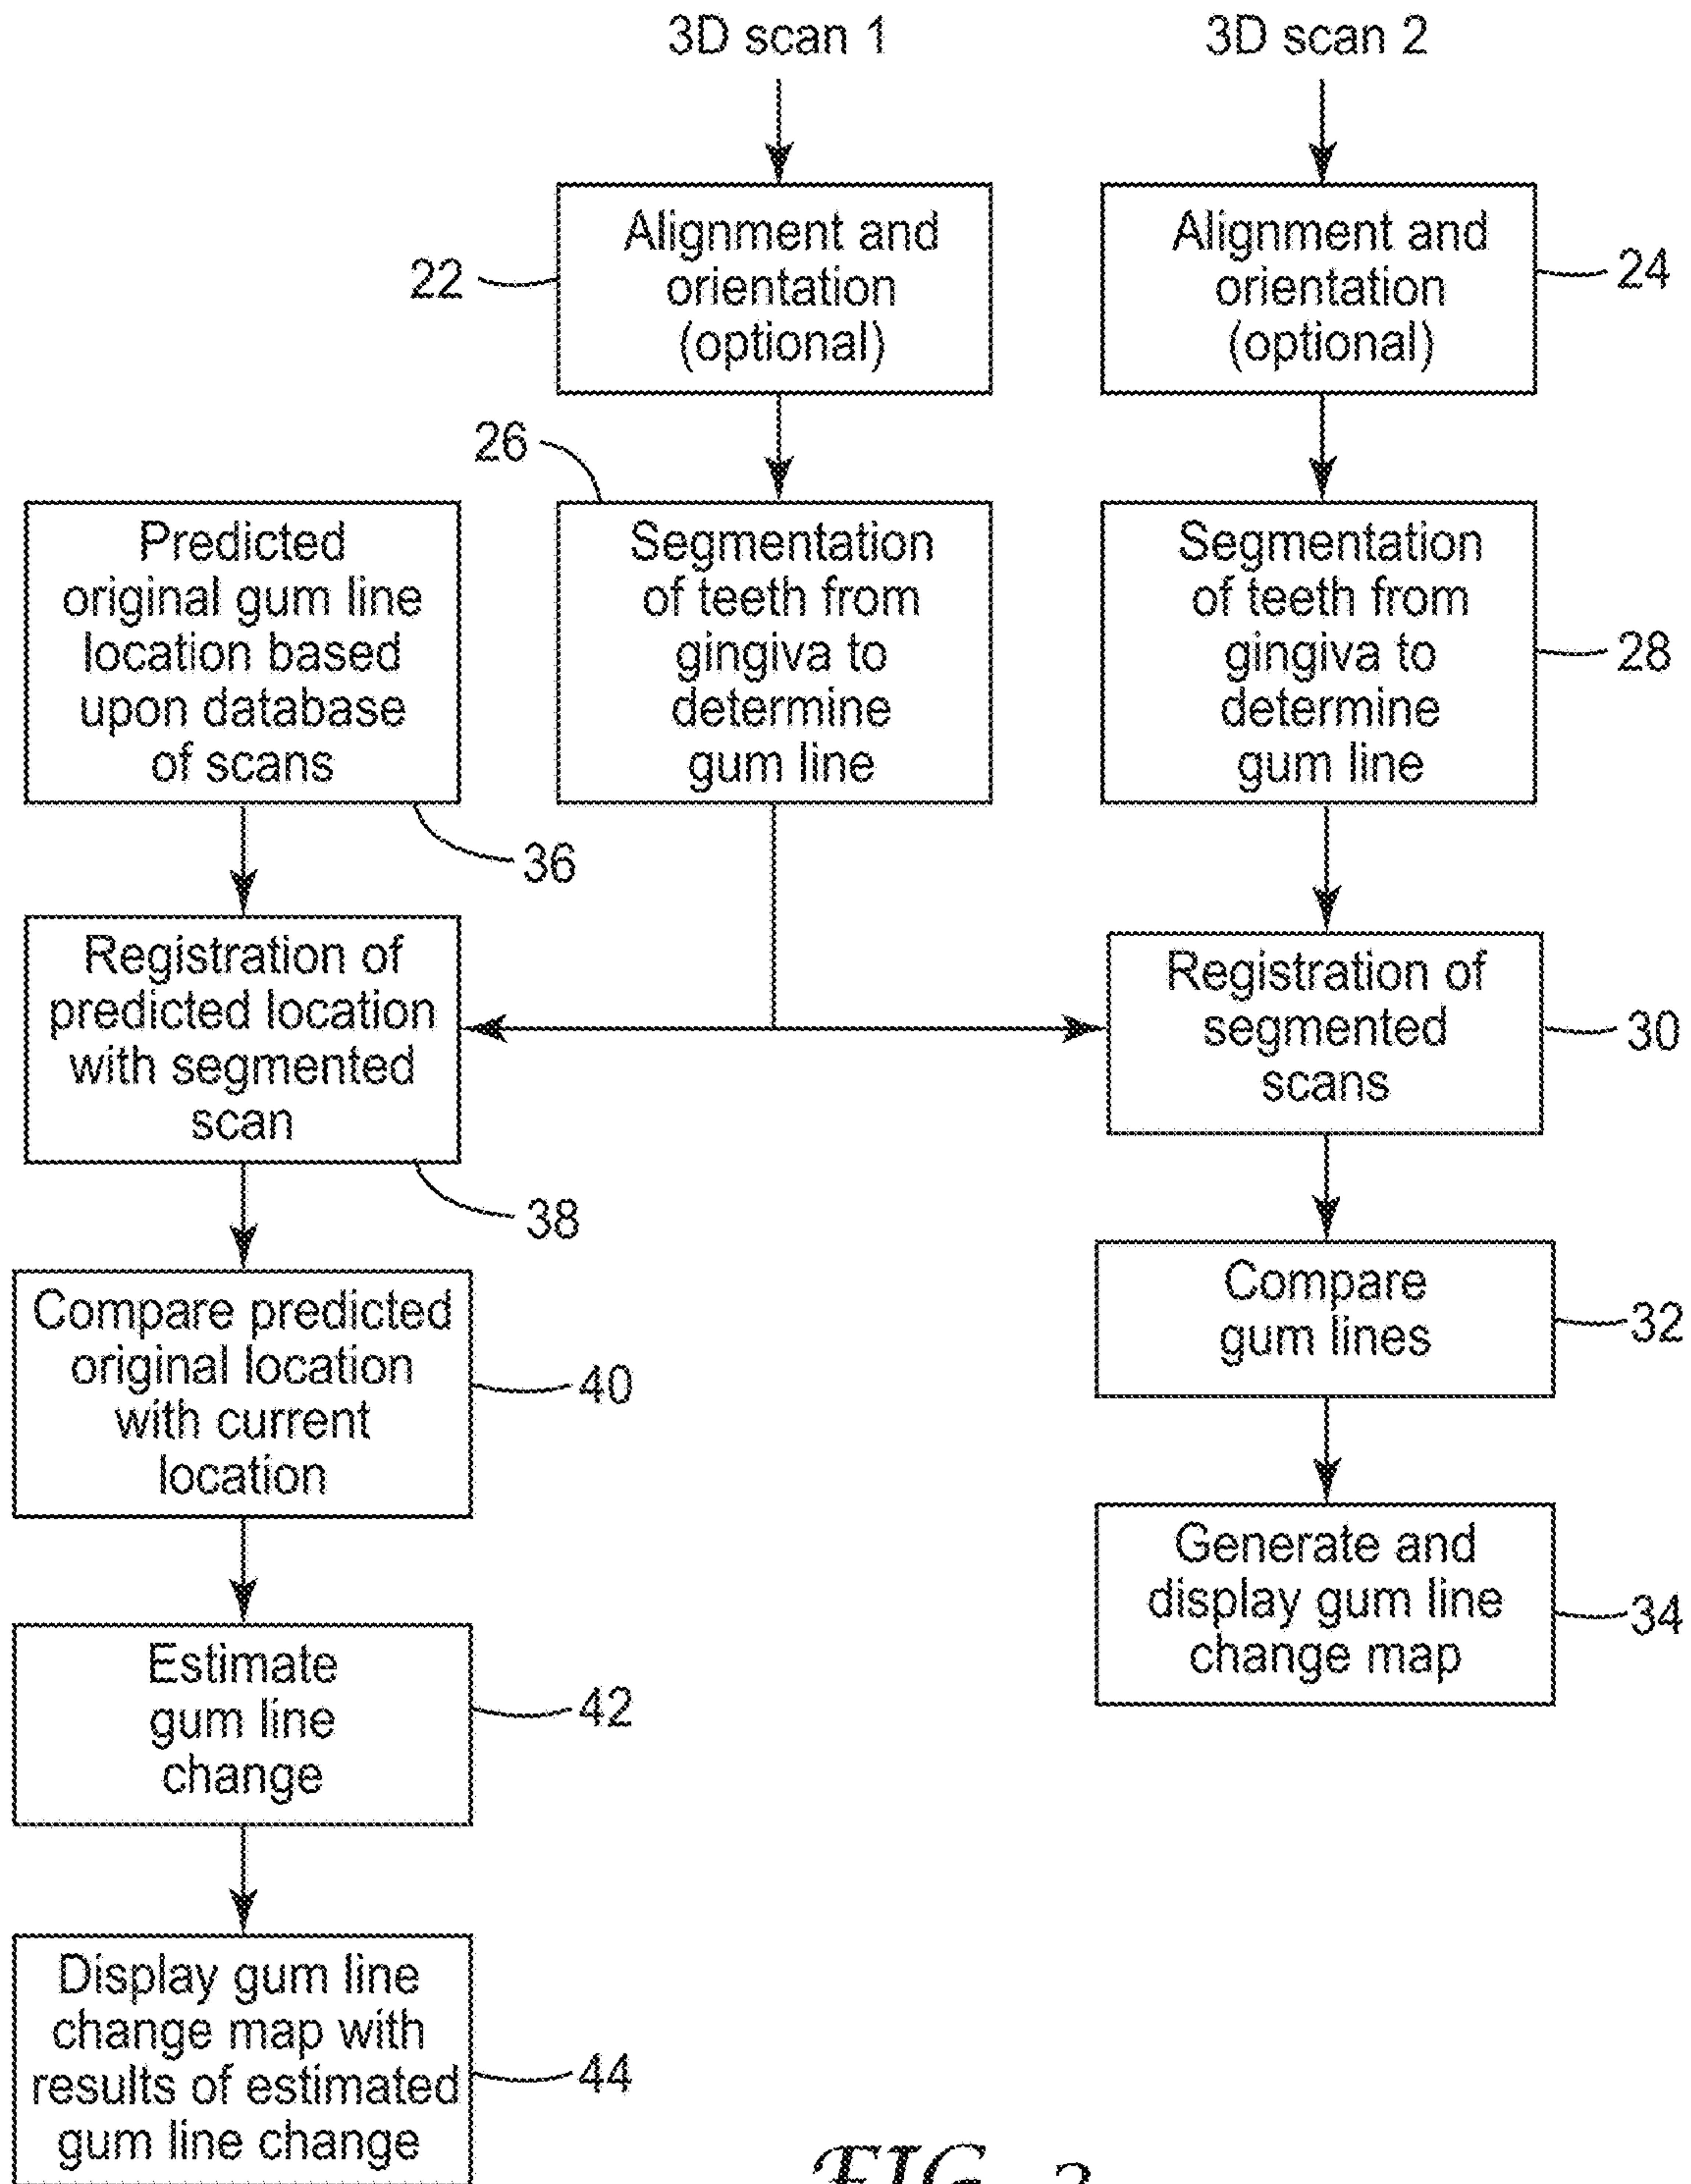 3D scan 1
3D scan 2
Alignment and
orientation
(optional)
22
Alignment and
orientation
(optional)
24
26
Predicted
original gum line
location based
upon database
of scans
36
Segmentation
of teeth from
gingiva to
determine
gum line
Segmentation
of teeth from
gingiva to
determine
gum line
28
Registration of
predicted location
with segmented
scan
38
Registration of
segmented
scans
30
Compare predicted
original location
with current
location
40
Compare
gum lines
32
Generate and
display gum line
change map
34
Estimate
gum line
change
42
Display gum line
change map with
results of estimated
gum line change
44